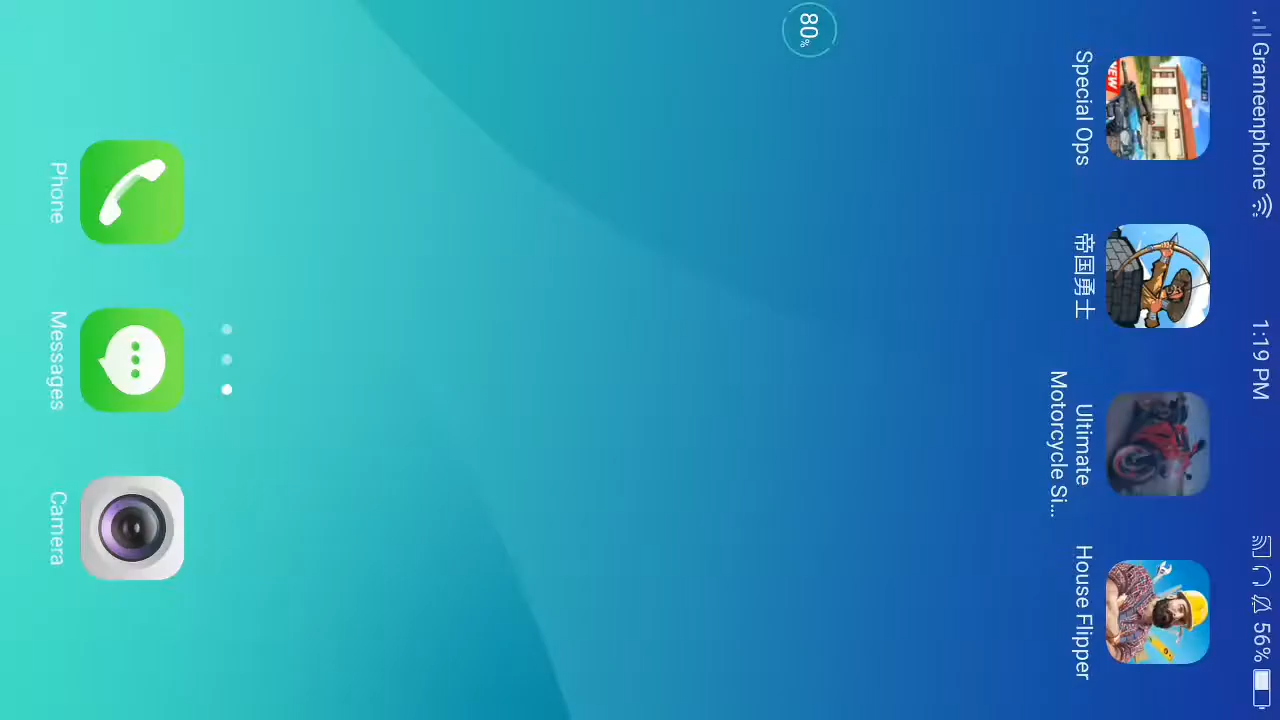 Grameenphone
1:19 PM
56%
NEW
Special Ops
帝国勇士
Ultimate
Motorcycle Si...
House Flipper
80%
Phone
Messages
Camera